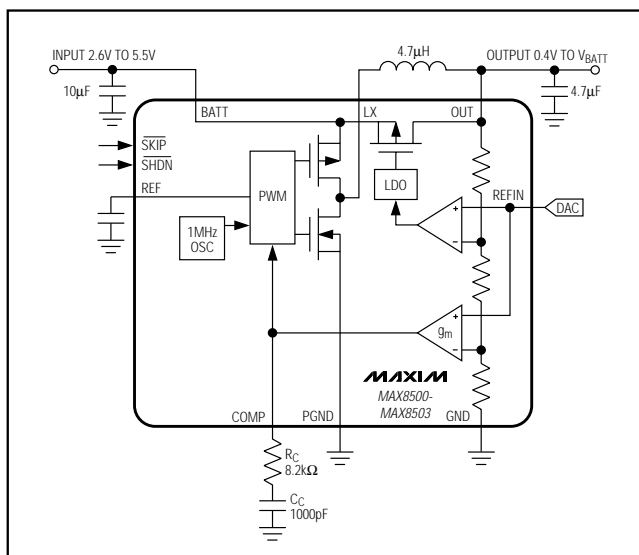 INPUT 2.6V TO 5.5V
4.7µH
OUTPUT 0.4V TO VBATT
10µF
4.7µF
BATT
LX
OUT
SKIP
SHDN
REF
PWM
LDO
REFIN
DAC
1MHz
OSC
+
−
+
gm
−
MAXIM
MAX8500-
MAX8503
COMP
PGND
GND
RC
8.2kΩ
CC
1000pF